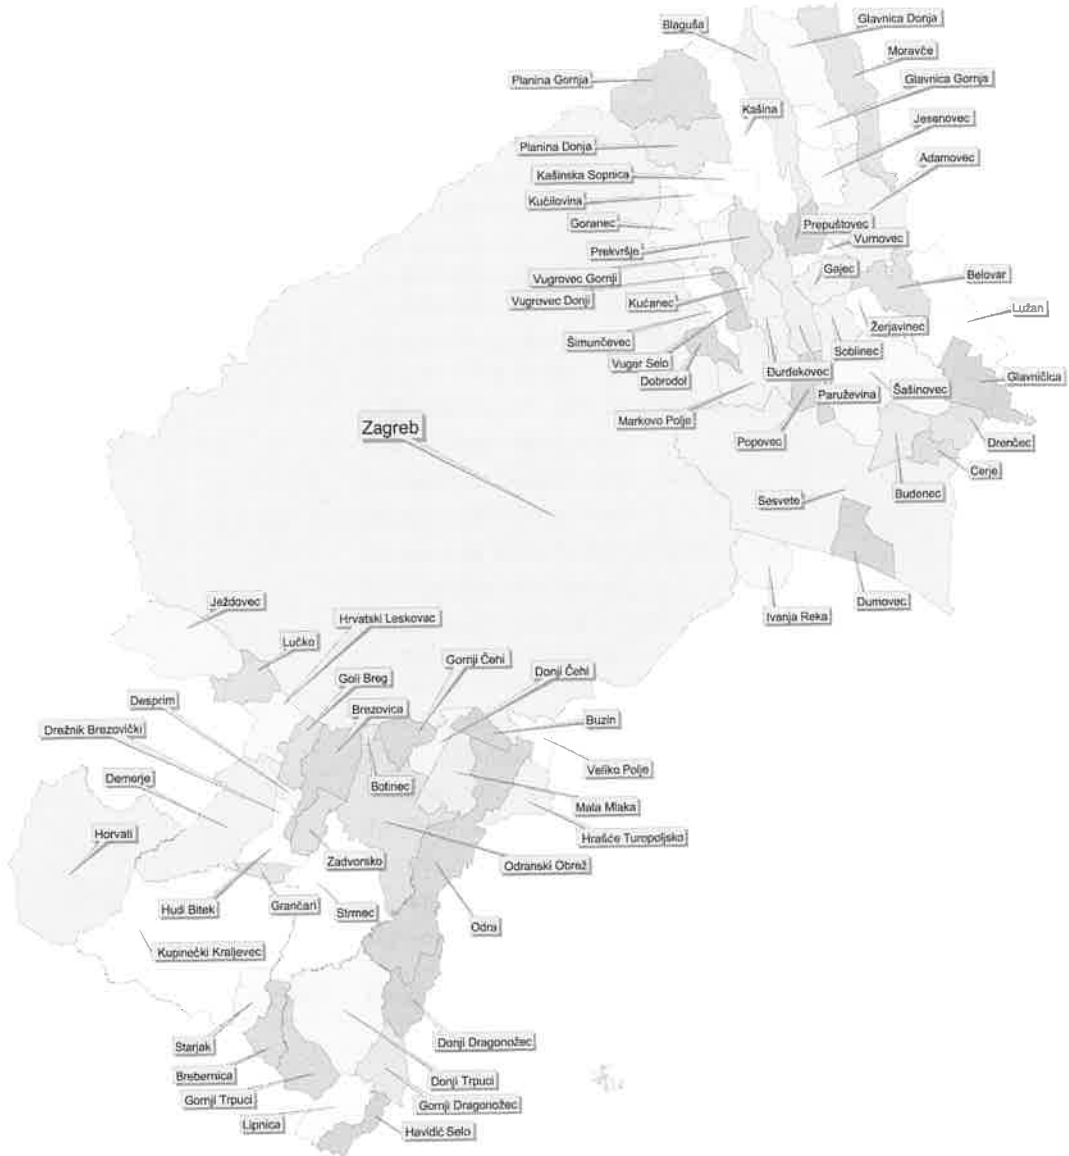 Glavnica Donja
Blaguša
Moravče
Planina Gornja
Glavnica Gornja
Kašina
Jesenovec
Planina Donja
Adamovec
Kašinska Sopnica
Kučilovina
Goranec
Prepuštovec
Vurnovec
Prekvršje
Gajec
Belovar
Vugrovec Gornji
Vugrovec Donji
Kućanec
Lužan
Žerjavinec
Šimunčevec
Soblinec
Vuger Selo
Đurđekovec
Dobrodol
Glavničica
Šašinovec
Paruževina
Markovo Polje
Popovec
Drenčec
Cerje
Budenec
Zagreb
Sesvete
Dumovec
Ivanja Reka
Ježdovec
Hrvatski Leskovac
Lučko
Gornji Čehi
Donji Čehi
Goli Breg
Desprim
Brezovica
Buzin
Drežnik Brezovički
Veliko Polje
Demerje
Botinec
Mala Mlaka
Horvati
Hrašće Turopoljsko
Zadvorsko
Odranski Obrež
Hudi Bitek
Grančari
Strmec
Odra
Kupinečki Kraljevec
Starjak
Donji Dragonožec
Brebernica
Donji Trpuci
Gornji Trpuci
Gornji Dragonožec
Lipnica
Havidić Selo